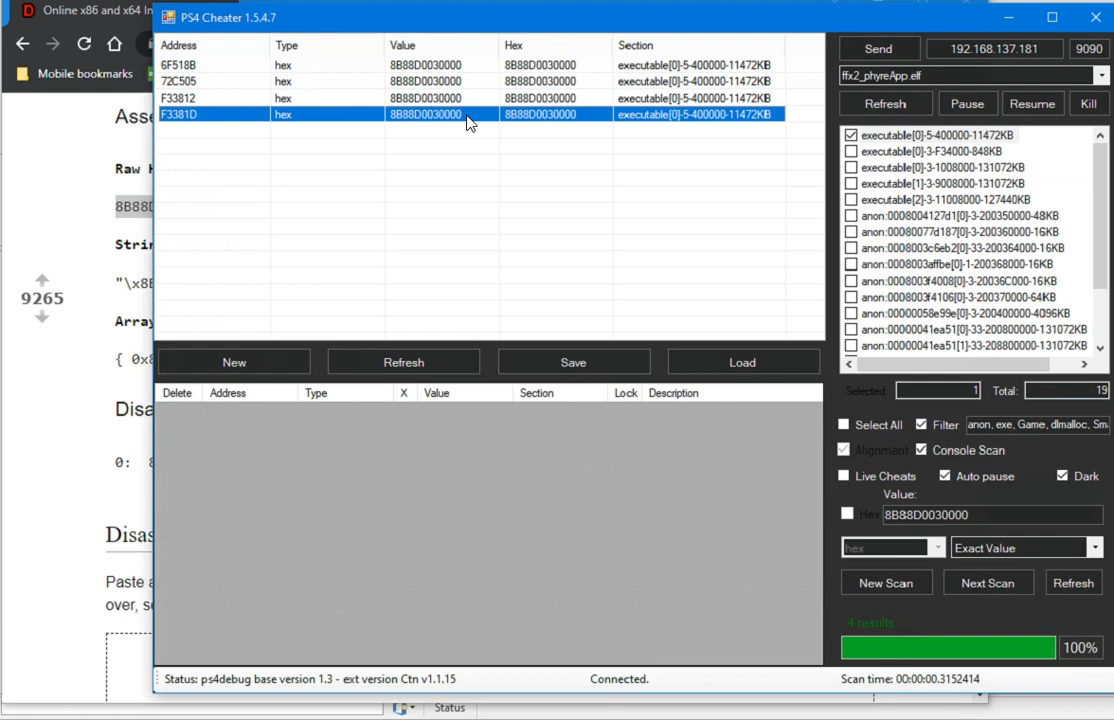 Online x86 and x64 In
PS4 Cheater 1.5.4.7
Mobile bookmarks
Address Type Value Hex Section
6F518B hex 8B88D0030000 8B88D0030000 executable[0]-5-400000-11472KB
72C505 hex 8B88D0030000 8B88D0030000 executable[0]-5-400000-11472KB
F33812 hex 8B88D0030000 8B88D0030000 executable[0]-5-400000-11472KB
F3381D hex 8B88D0030000 8B88D0030000 executable[0]-5-400000-11472KB
Send 192.168.137.181 9090
ffx2_phyreApp.elf
Refresh Pause Resume Kill
executable[0]-5-400000-11472KB
executable[0]-3-F34000-848KB
executable[0]-3-1008000-131072KB
executable[1]-3-9008000-131072KB
executable[2]-3-11008000-127440KB
anon:0008004127d1[0]-3-200350000-48KB
anon:00080077d187[0]-3-200360000-16KB
anon:0008003c6eb2[0]-33-200364000-16KB
anon:0008003affbe[0]-1-200368000-16KB
anon:0008003f4008[0]-3-20036C000-16KB
anon:0008003f4106[0]-3-200370000-64KB
anon:00000058e99e[0]-3-200400000-4096KB
anon:00000041ea51[0]-33-200800000-131072KB
anon:00000041ea51[1]-33-208800000-131072KB
Asse
Raw H
8B88D
Strin
"\x8B
9265
Array
{ 0x8
Disa
0: 8
Disassemble
Paste a
over, s
New Refresh Save Load
Delete Address Type X Value Section Lock Description
Selected: 1 Total: 19
Select All Filter anon, exe, Game, dlmalloc, Sm
Alignment Console Scan
Live Cheats Auto pause Dark
Value:
Hex 8B88D0030000
hex Exact Value
New Scan Next Scan Refresh
4 results
100%
Status: ps4debug base version 1.3 - ext version Ctn v1.1.15 Connected. Scan time: 00:00:00.3152414
Status